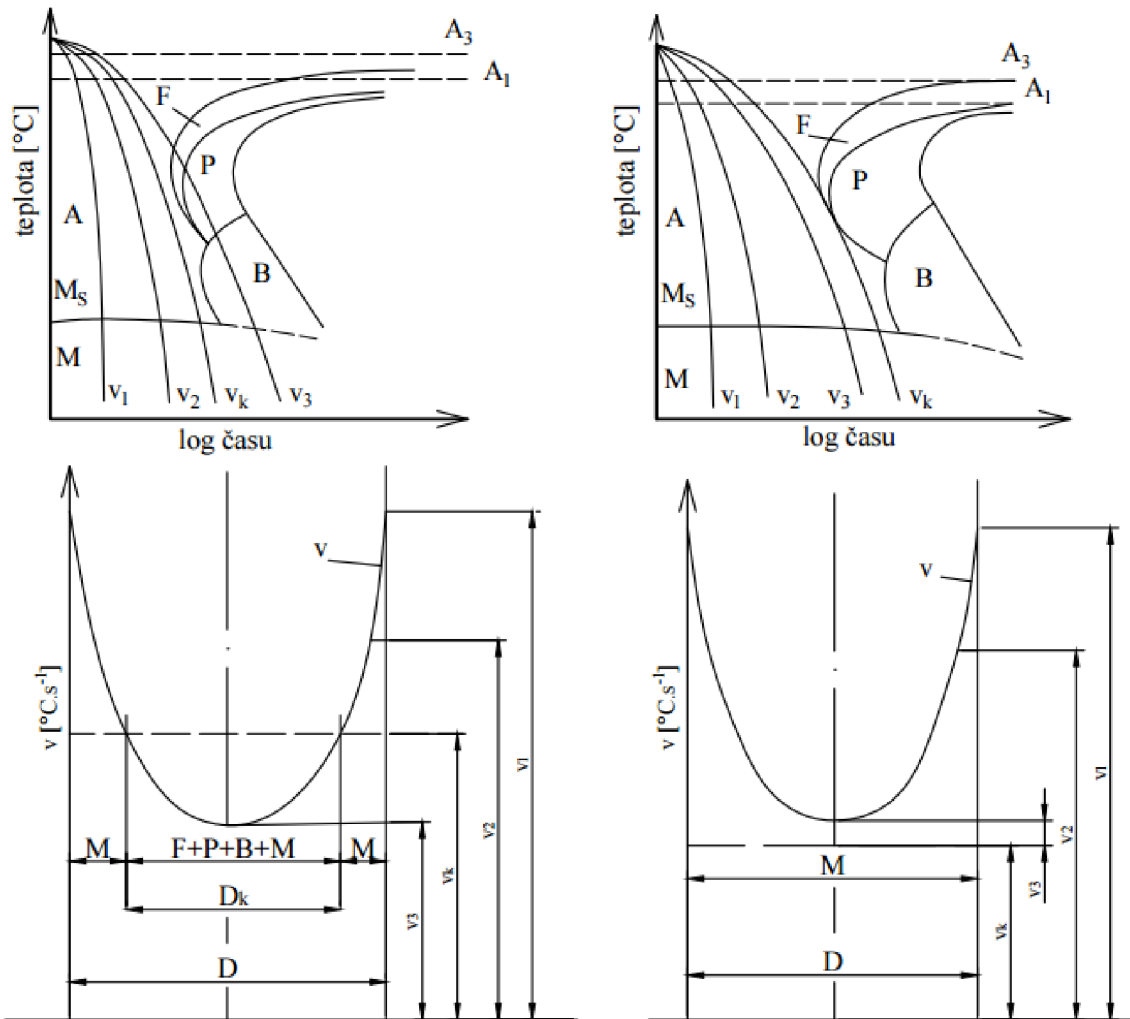 teplota [°C]
A3
A1
F
P
A
B
MS
M
v1
v2
vk
v3
log času
teplota [°C]
A3
A1
F
P
A
B
MS
M
v1
v2
v3
vk
log času
v [°C.s-1]
v
M
F+P+B+M
M
Dk
D
v3
vk
v2
v1
v [°C.s-1]
v
M
D
vk
v3
v2
v1